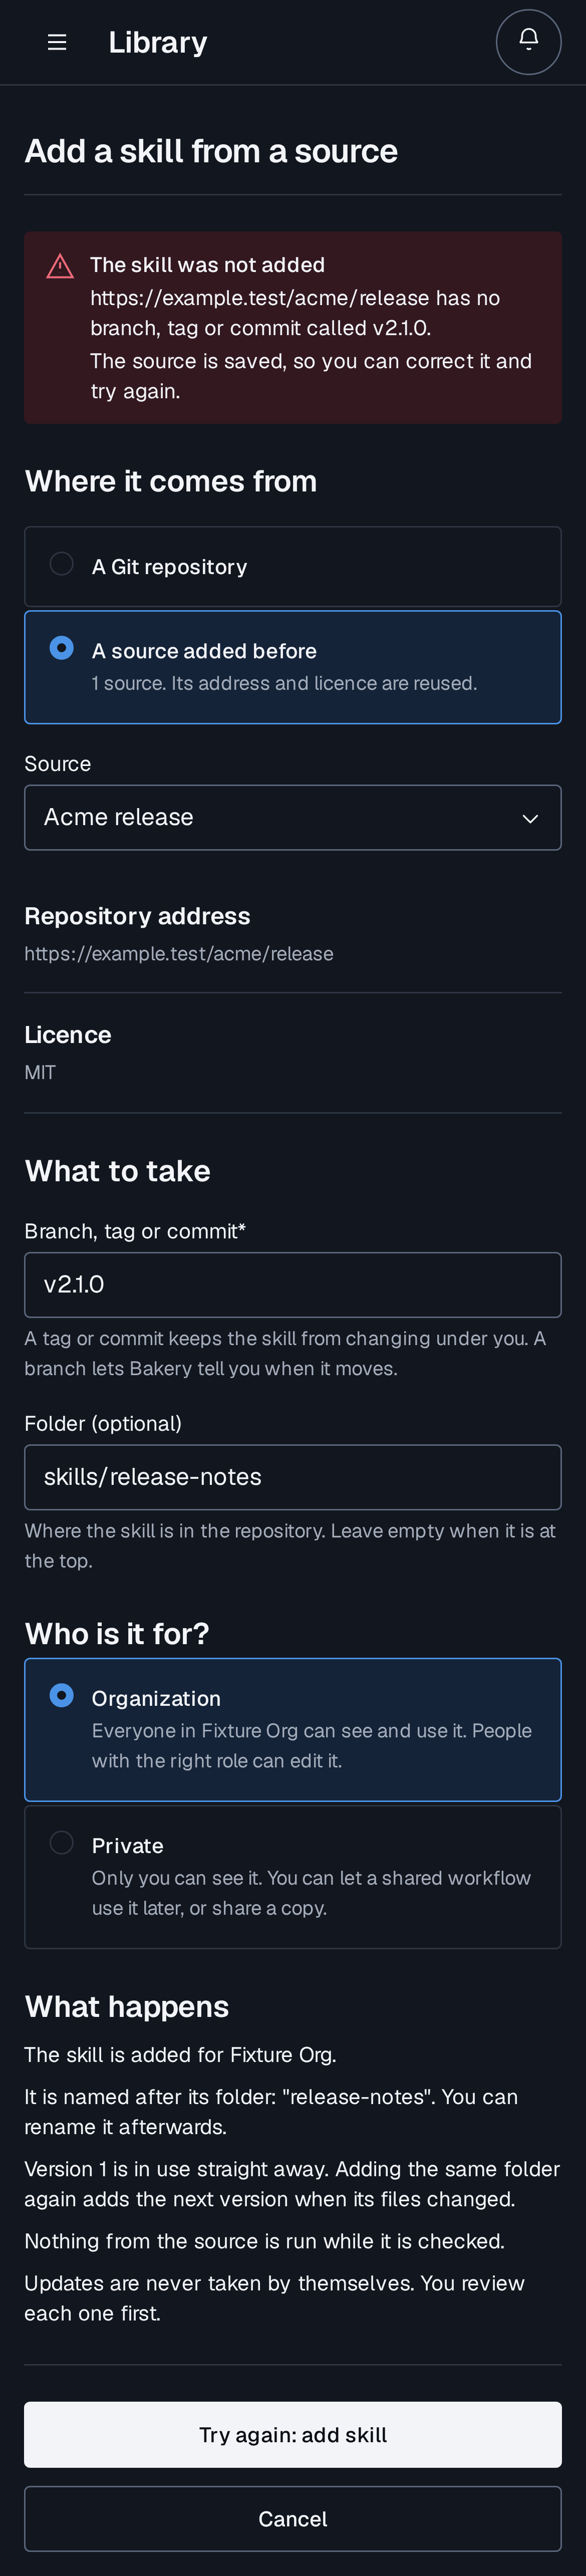 Library
Add a skill from a source
The skill was not added
https://example.test/acme/release has no
branch, tag or commit called v2.1.0.
The source is saved, so you can correct it and
try again.
Where it comes from
A Git repository
A source added before
1 source. Its address and licence are reused.
Source
Acme release
Repository address
https://example.test/acme/release
Licence
MIT
What to take
Branch, tag or commit*
v2.1.0
A tag or commit keeps the skill from changing under you. A
branch lets Bakery tell you when it moves.
Folder (optional)
skills/release-notes
Where the skill is in the repository. Leave empty when it is at
the top.
Who is it for?
Organization
Everyone in Fixture Org can see and use it. People
with the right role can edit it.
Private
Only you can see it. You can let a shared workflow
use it later, or share a copy.
What happens
The skill is added for Fixture Org.
It is named after its folder: "release-notes". You can
rename it afterwards.
Version 1 is in use straight away. Adding the same folder
again adds the next version when its files changed.
Nothing from the source is run while it is checked.
Updates are never taken by themselves. You review
each one first.
Try again: add skill
Cancel